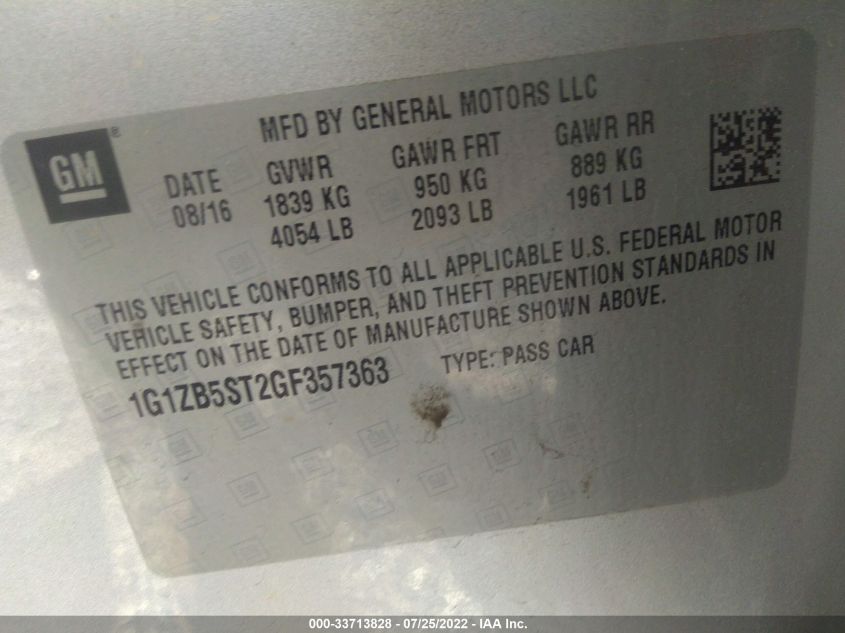 MFD BY GENERAL MOTORS LLC
GM®
DATE GVWR GAWR FRT GAWR RR
08/16 1839 KG 950 KG 889 KG
4054 LB 2093 LB 1961 LB
THIS VEHICLE CONFORMS TO ALL APPLICABLE U.S. FEDERAL MOTOR
VEHICLE SAFETY, BUMPER, AND THEFT PREVENTION STANDARDS IN
EFFECT ON THE DATE OF MANUFACTURE SHOWN ABOVE.
1G1ZB5ST2GF357363 TYPE: PASS CAR
000-33713828 - 07/25/2022 - IAA Inc.